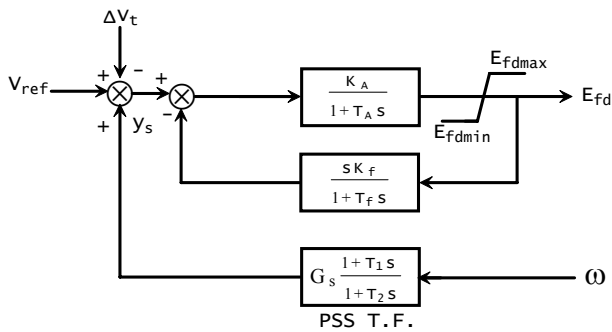 ΔV_t
V_ref
+
−
+
y_s
+
−
K_A
1 + T_A s
E_fdmax
E_fdmin
E_fd
s K_f
1 + T_f s
G_s (1 + T_1 s) / (1 + T_2 s)
ω
PSS T.F.